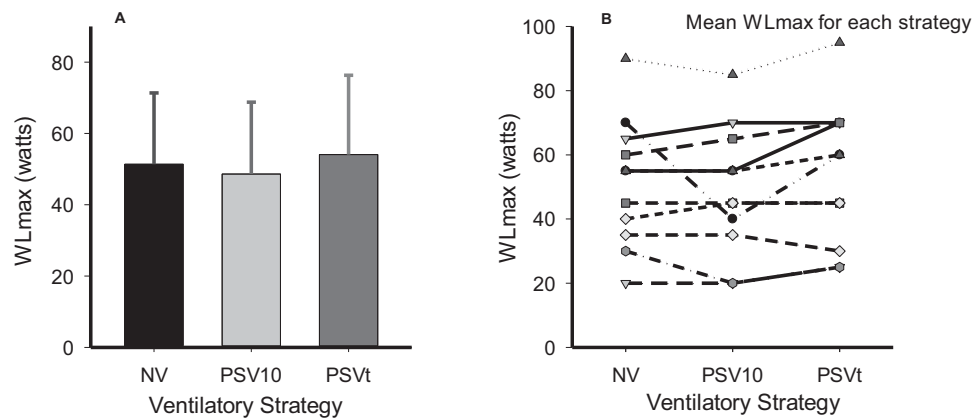 A
WLmax (watts)
80
60
40
20
0
NV PSV10 PSVt
Ventilatory Strategy
B
Mean WLmax for each strategy
WLmax (watts)
100
80
60
40
20
0
NV PSV10 PSVt
Ventilatory Strategy